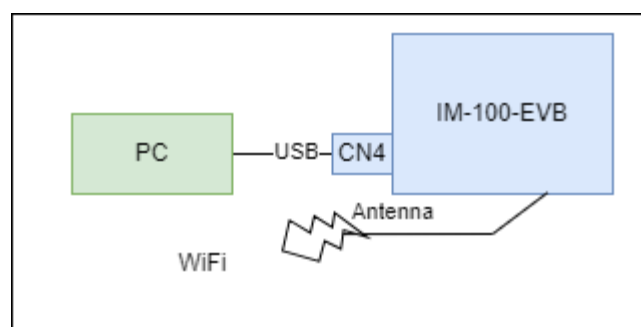 IM-100-EVB
PC
USB
CN4
Antenna
WiFi